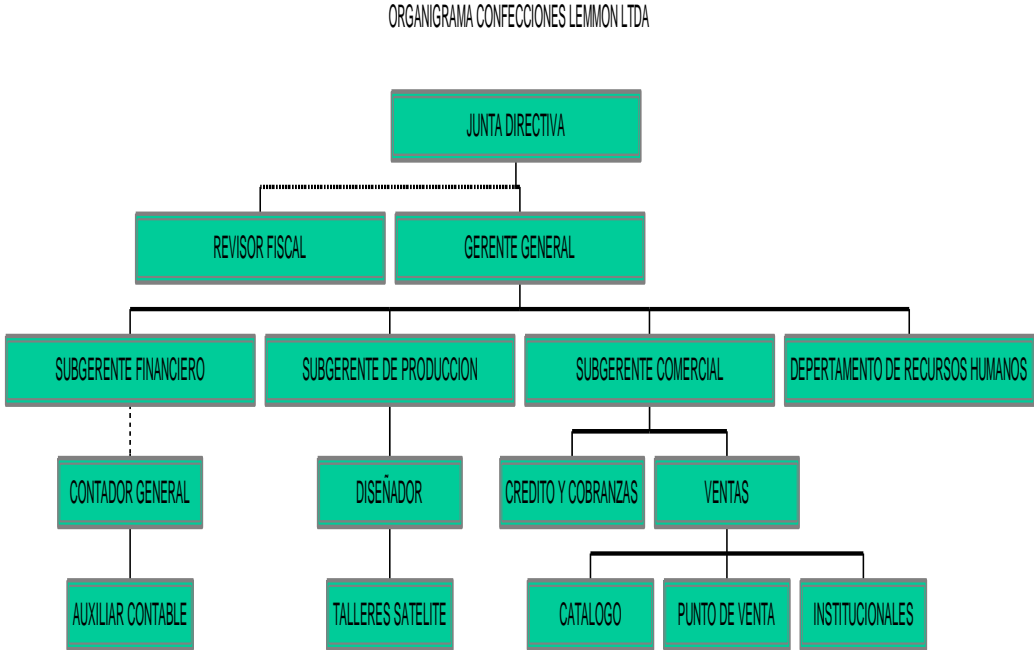 ORGANIGRAMA CONFECCIONES LEMMON LTDA
JUNTA DIRECTIVA
REVISOR FISCAL
GERENTE GENERAL
SUBGERENTE FINANCIERO
SUBGERENTE DE PRODUCCION
SUBGERENTE COMERCIAL
DEPERTAMENTO DE RECURSOS HUMANOS
CONTADOR GENERAL
DISEÑADOR
CREDITO Y COBRANZAS
VENTAS
AUXILIAR CONTABLE
TALLERES SATELITE
CATALOGO
PUNTO DE VENTA
INSTITUCIONALES